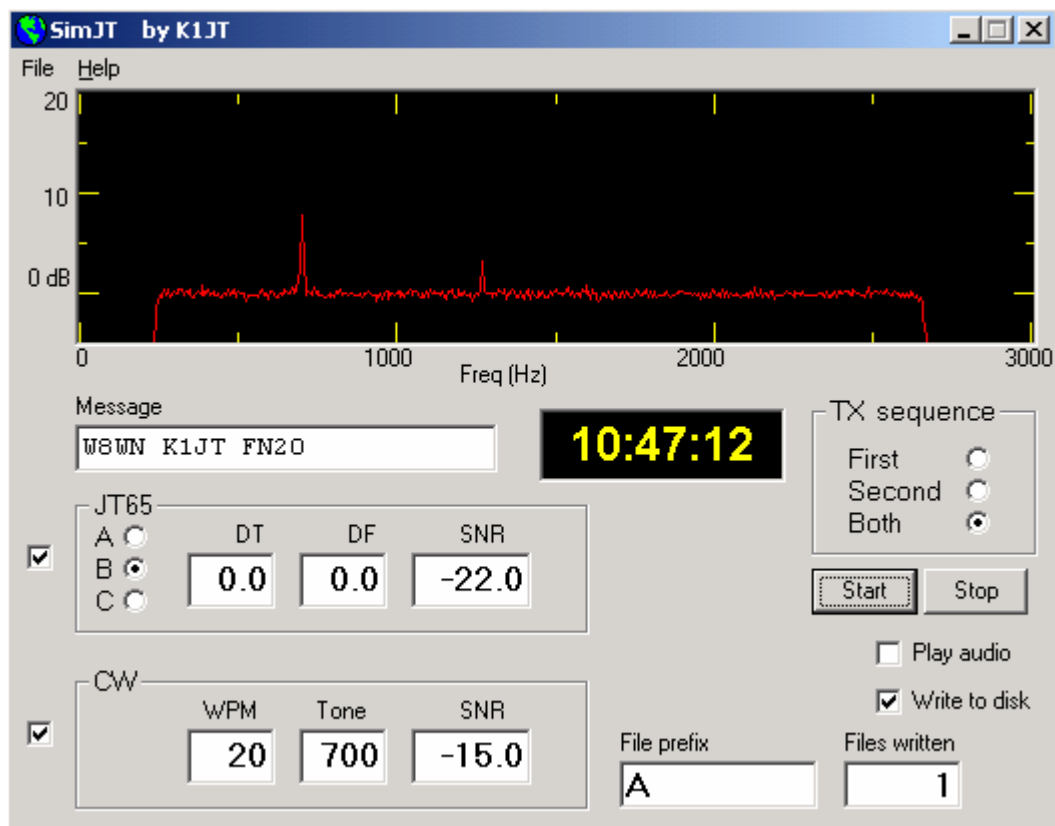 SimJT by K1JT
File Help
20
10
0 dB
0 1000 2000 3000
Freq (Hz)
Message
W8WN K1JT FN20
10:47:12
TX sequence
First
Second
Both
JT65
A
B
C
DT DF SNR
0.0 0.0 -22.0
Start Stop
Play audio
Write to disk
CW
WPM Tone SNR
20 700 -15.0
File prefix Files written
A 1